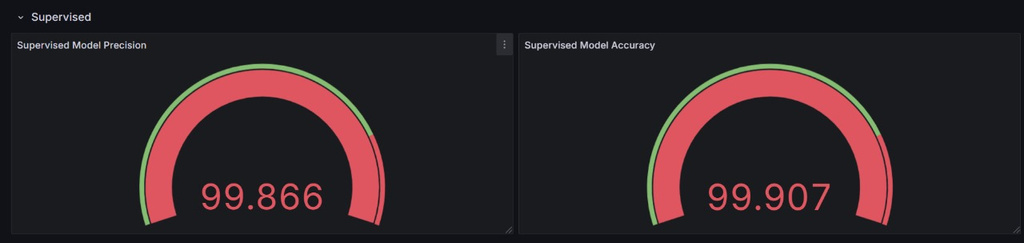 Supervised
Supervised Model Precision
99.866
Supervised Model Accuracy
99.907